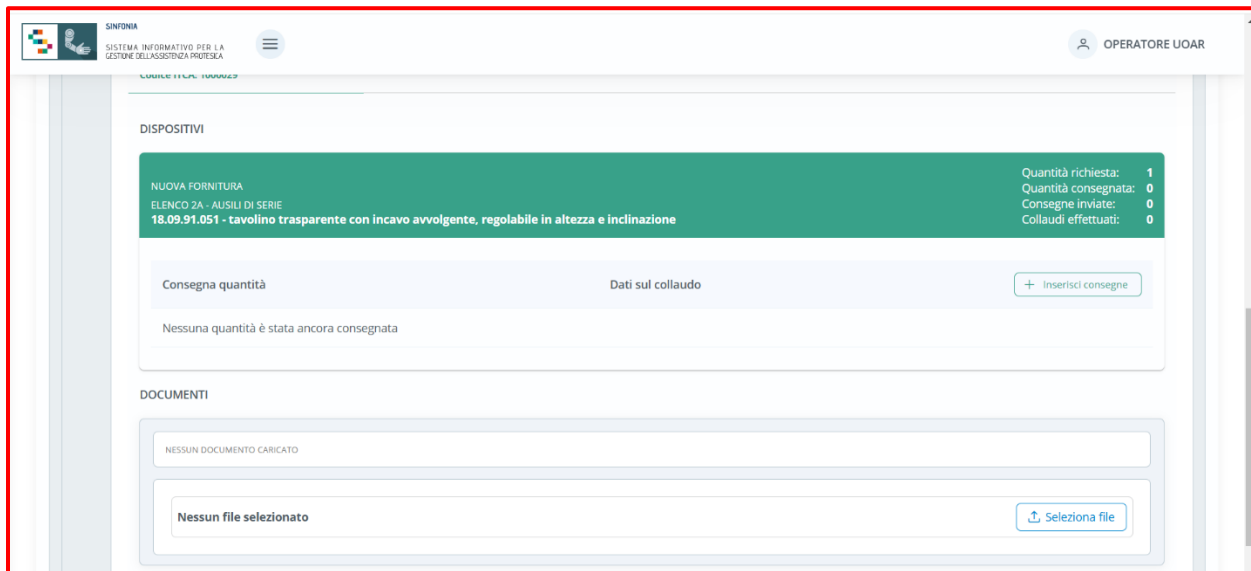 SINFONIA
SISTEMA INFORMATIVO PER LA
GESTIONE DELL'ASSISTENZA PROTESICA
OPERATORE UOAR
Codice ITCA: 1000029
DISPOSITIVI
NUOVA FORNITURA
ELENCO 2A - AUSILI DI SERIE
18.09.91.051 - tavolino trasparente con incavo avvolgente, regolabile in altezza e inclinazione
Quantità richiesta: 1
Quantità consegnata: 0
Consegne inviate: 0
Collaudi effettuati: 0
Consegna quantità
Dati sul collaudo
+ Inserisci consegne
Nessuna quantità è stata ancora consegnata
DOCUMENTI
NESSUN DOCUMENTO CARICATO
Nessun file selezionato
Seleziona file